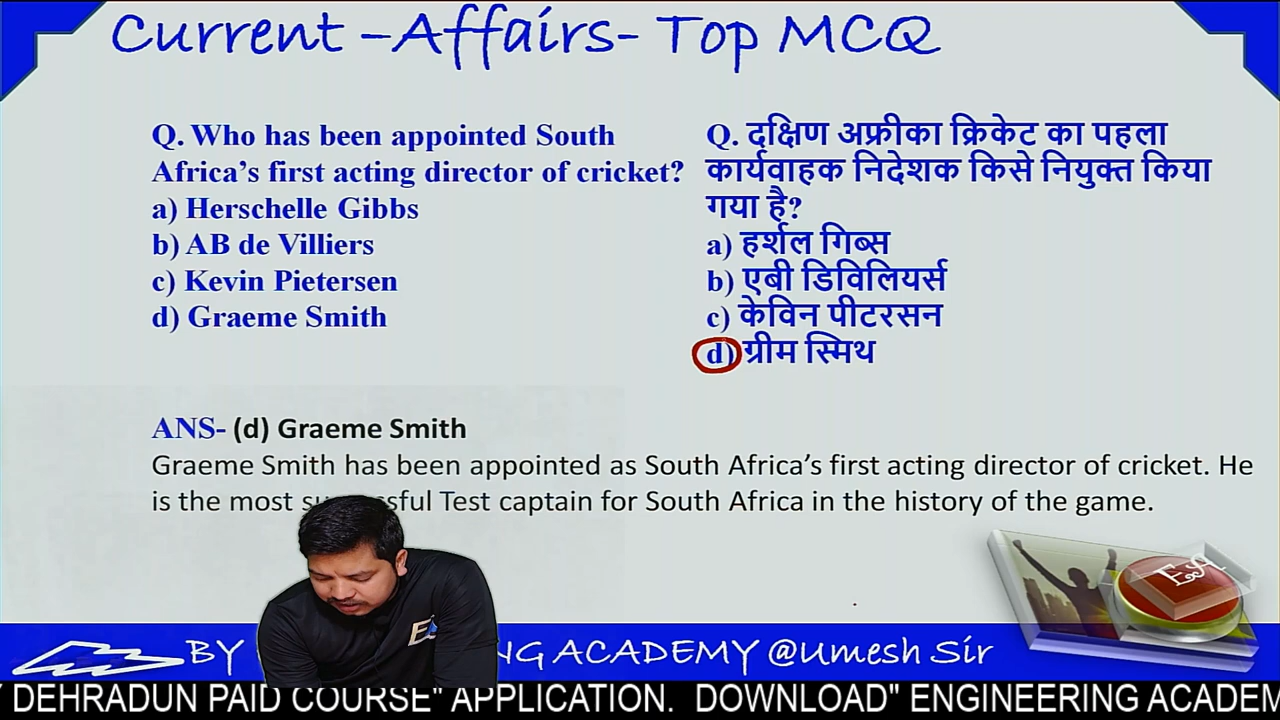 Current –Affairs- Top MCQ
Q. Who has been appointed South
Africa’s first acting director of cricket?
a) Herschelle Gibbs
b) AB de Villiers
c) Kevin Pietersen
d) Graeme Smith
Q. दक्षिण अफ्रीका क्रिकेट का पहला
कार्यवाहक निदेशक किसे नियुक्त किया
गया है?
a) हर्शल गिब्स
b) एबी डिविलियर्स
c) केविन पीटरसन
d) ग्रीम स्मिथ
ANS- (d) Graeme Smith
Graeme Smith has been appointed as South Africa’s first acting director of cricket. He
is the most Test captain for South Africa in the history of the game.
BY ACADEMY @Umesh Sir
DEHRADUN PAID COURSE" APPLICATION. DOWNLOAD" ENGINEERING